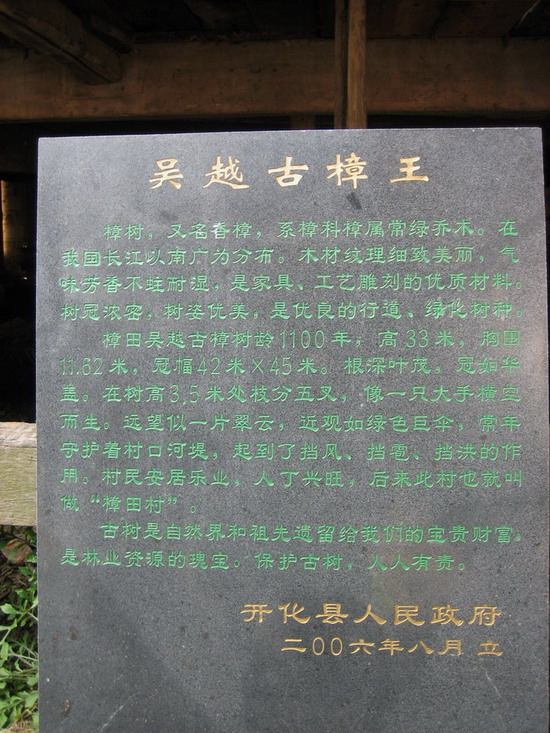 吴越古樟王
樟树，又名香樟，系樟科樟属常绿乔木。在
我国长江以南广为分布。木材纹理细致美丽，气
味芳香不蛀耐湿，是家具、工艺雕刻的优质材料。
树冠浓密，树姿优美，是优良的行道、绿化树种。
樟田吴越古樟树龄1100年，高33米，胸围
11.62米，冠幅42米×45米。根深叶茂，冠如华
盖。在树高3.5米处枝分五叉，像一只大手横空
而生。远望似一片翠云，近观如绿色巨伞，常年
守护着村口河堤，起到了挡风、挡雹、挡洪的作
用。村民安居乐业，人丁兴旺，后来此村也就叫
做“樟田村”。
古树是自然界和祖先遗留给我们的宝贵财富。
是林业资源的瑰宝。保护古树，人人有责。
开化县人民政府
二00六年八月 立